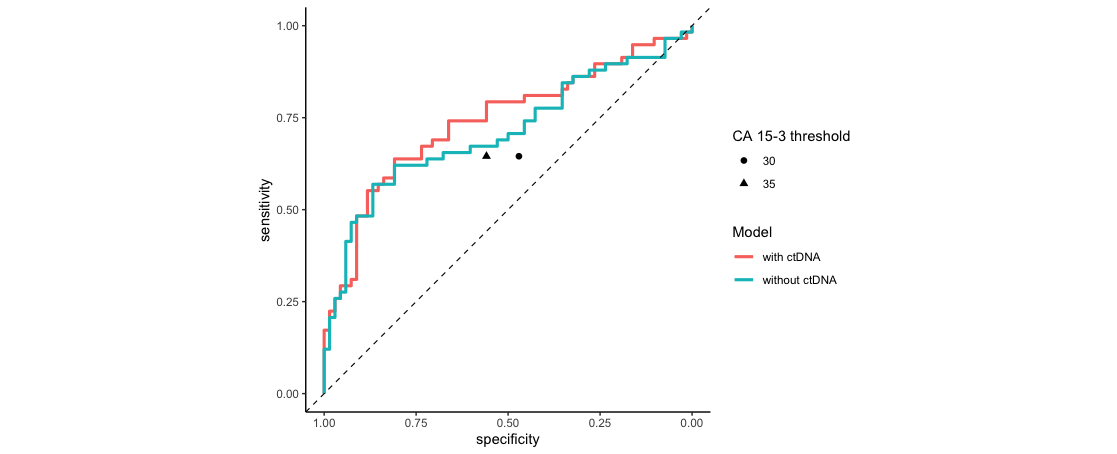 1.00
0.75
0.50
0.25
0.00
sensitivity
1.00
0.75
0.50
0.25
0.00
specificity
CA 15-3 threshold
30
35
Model
with ctDNA
without ctDNA